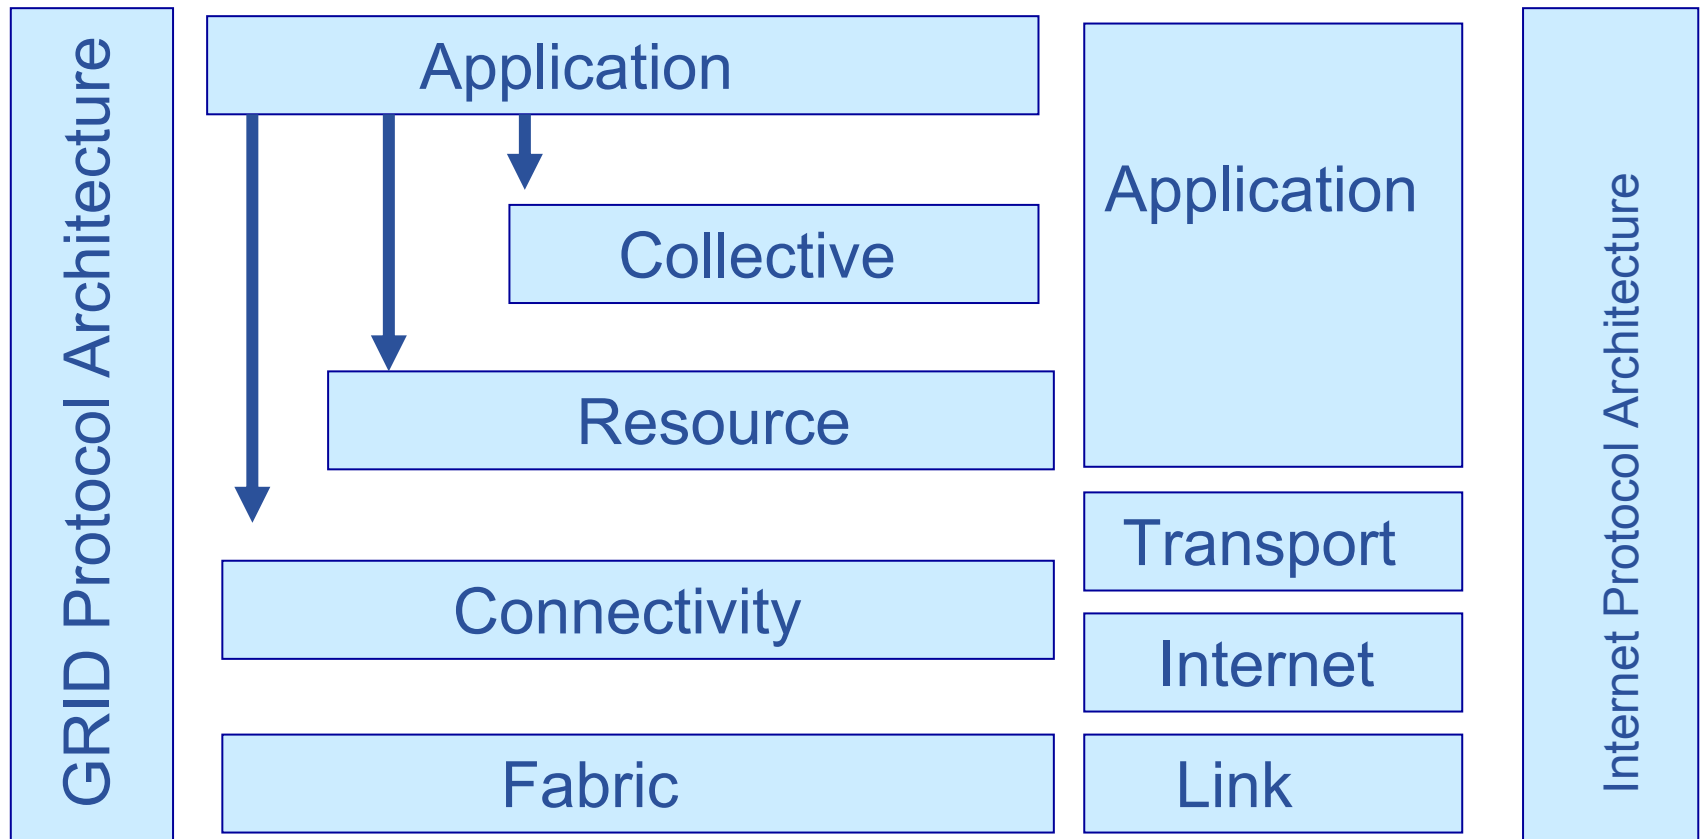 GRID Protocol Architecture
Application
Collective
Resource
Connectivity
Fabric
Application
Transport
Internet
Link
Internet Protocol Architecture